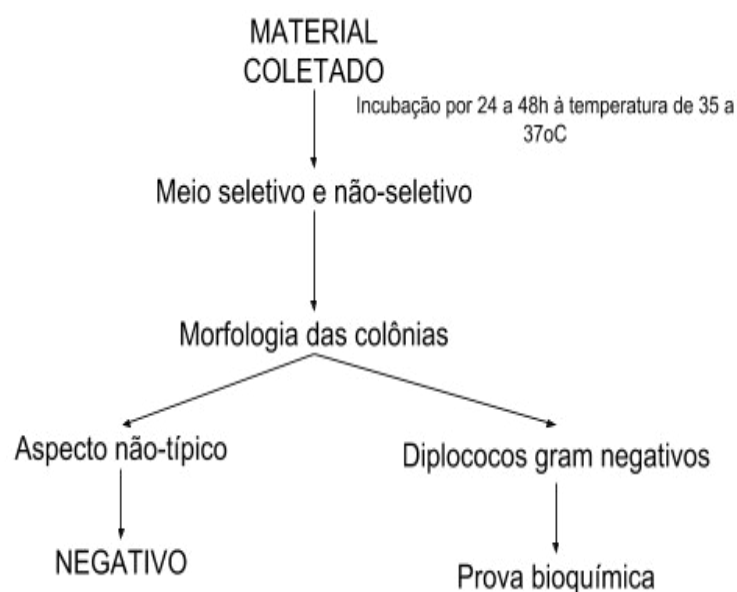 MATERIAL
COLETADO
Incubação por 24 a 48h à temperatura de 35 a
37oC
Meio seletivo e não-seletivo
Morfologia das colônias
Aspecto não-típico
Diplococos gram negativos
NEGATIVO
Prova bioquímica